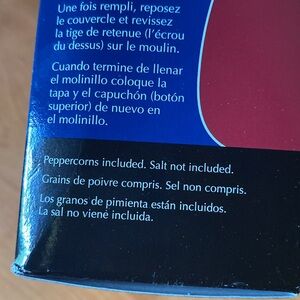 Une fois rempli, reposez
le couvercle et revissez
la tige de retenue (l'écrou
du dessus) sur le moulin.
Cuando termine de llenar
el molinillo coloque la
tapa y el capuchón (botón
superior) de nuevo en
el molinillo.
Peppercorns included. Salt not included.
Grains de poivre compris. Sel non compris.
Los granos de pimienta están incluidos.
La sal no viene incluida.